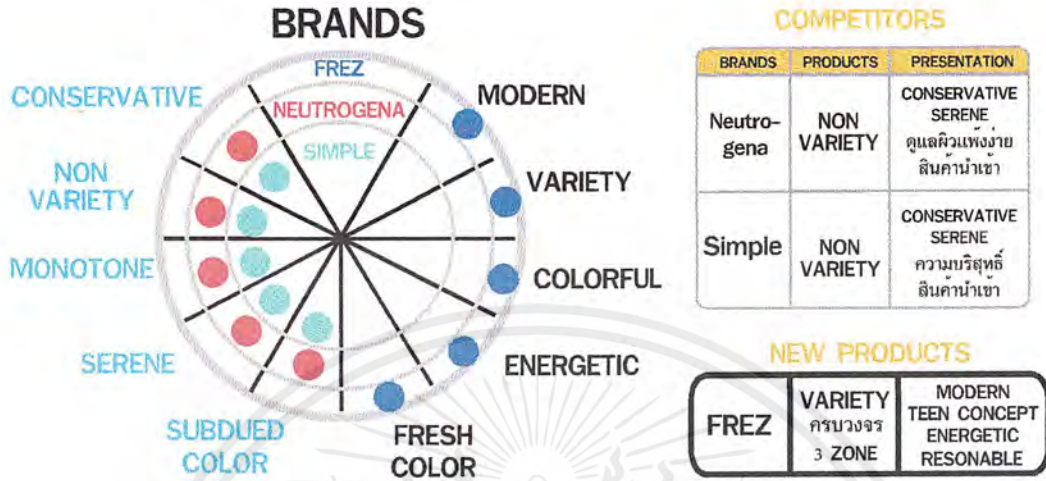 BRANDS
FREZ
NEUTROGENA
SIMPLE
CONSERVATIVE
NON
VARIETY
MONOTONE
SERENE
SUBDUED
COLOR
MODERN
VARIETY
COLORFUL
ENERGETIC
FRESH
COLOR
COMPETITORS
BRANDS PRODUCTS PRESENTATION
Neutro-
gena
NON
VARIETY
CONSERVATIVE
SERENE
ดูแลผิวแพ้งง่าย
สินค้านำเข้า
Simple
NON
VARIETY
CONSERVATIVE
SERENE
ความบริสุทธิ์
สินค้านำเข้า
NEW PRODUCTS
FREZ
VARIETY
ครบวงจร
3 ZONE
MODERN
TEEN CONCEPT
ENERGETIC
RESONABLE